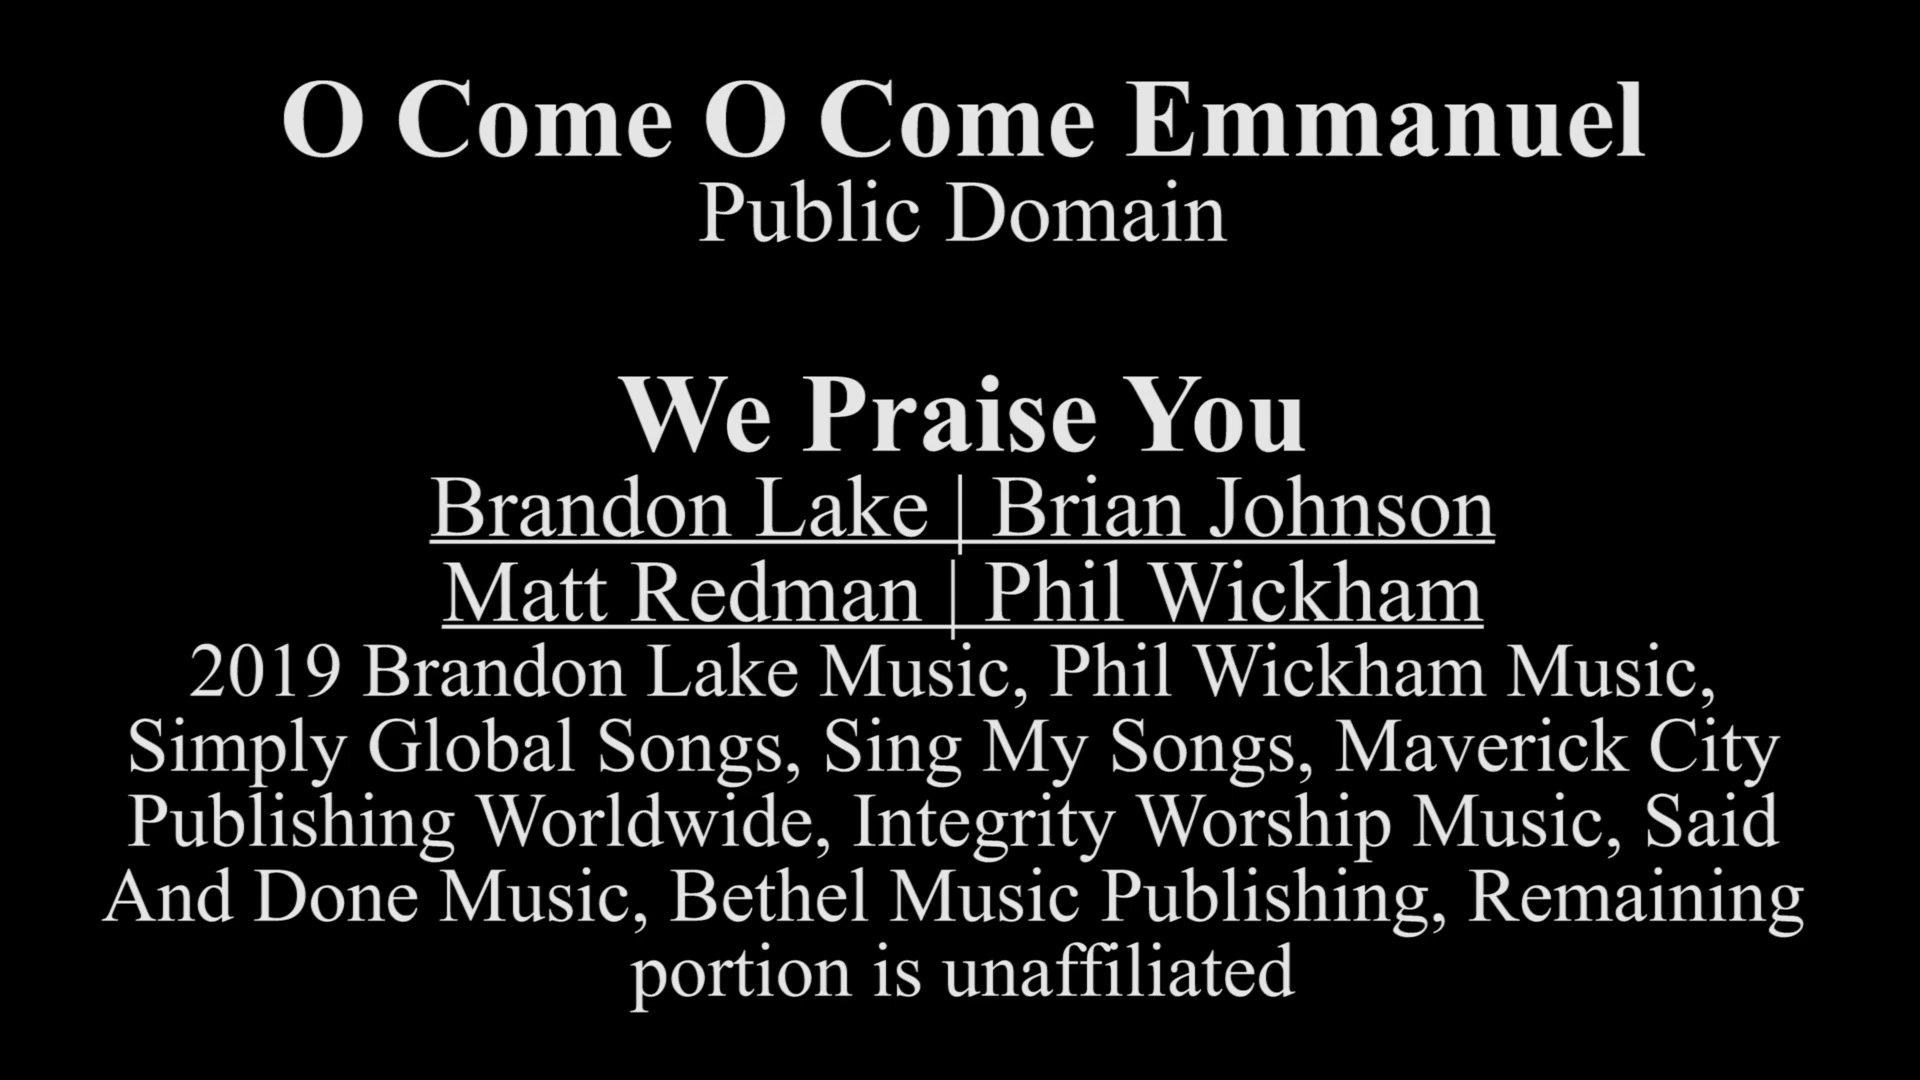 O Come O Come Emmanuel
Public Domain
We Praise You
Brandon Lake | Brian Johnson
Matt Redman | Phil Wickham
2019 Brandon Lake Music, Phil Wickham Music,
Simply Global Songs, Sing My Songs, Maverick City
Publishing Worldwide, Integrity Worship Music, Said
And Done Music, Bethel Music Publishing, Remaining
portion is unaffiliated